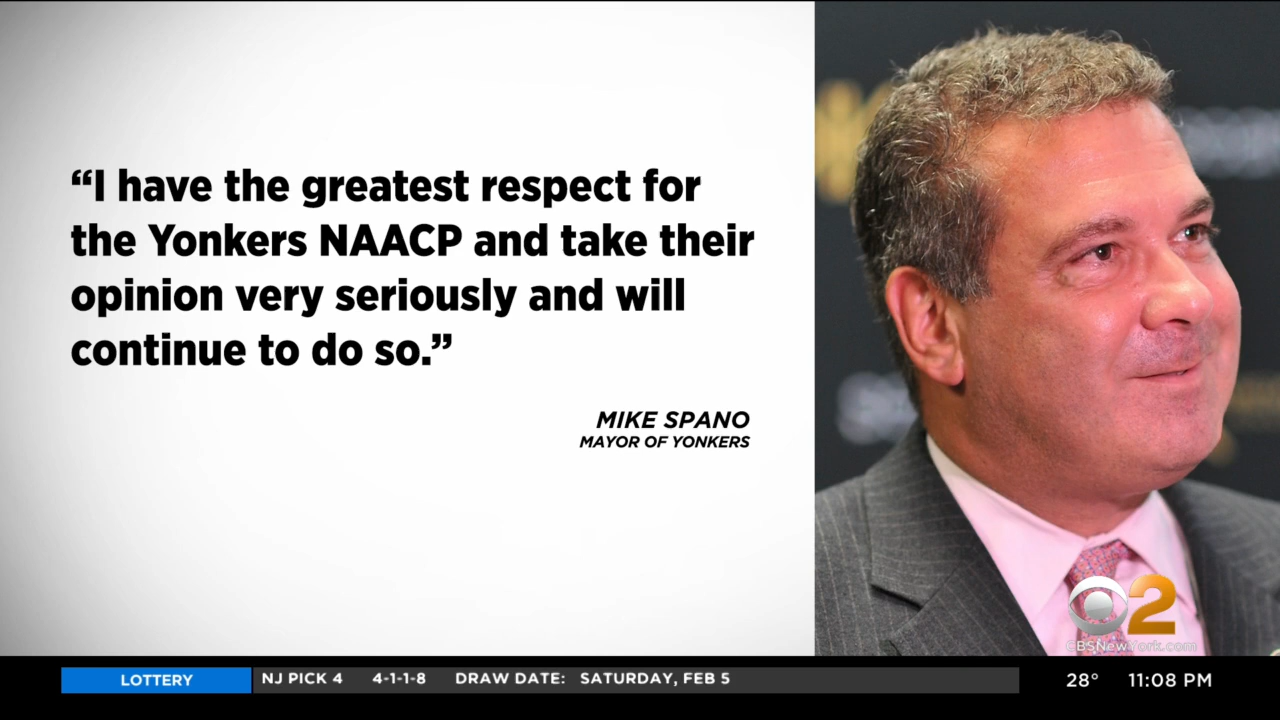 “I have the greatest respect for
the Yonkers NAACP and take their
opinion very seriously and will
continue to do so.”
MIKE SPANO
MAYOR OF YONKERS
2
CBSNewYork.com
LOTTERY NJ PICK 4 4-1-1-8 DRAW DATE: SATURDAY, FEB 5 28° 11:08 PM